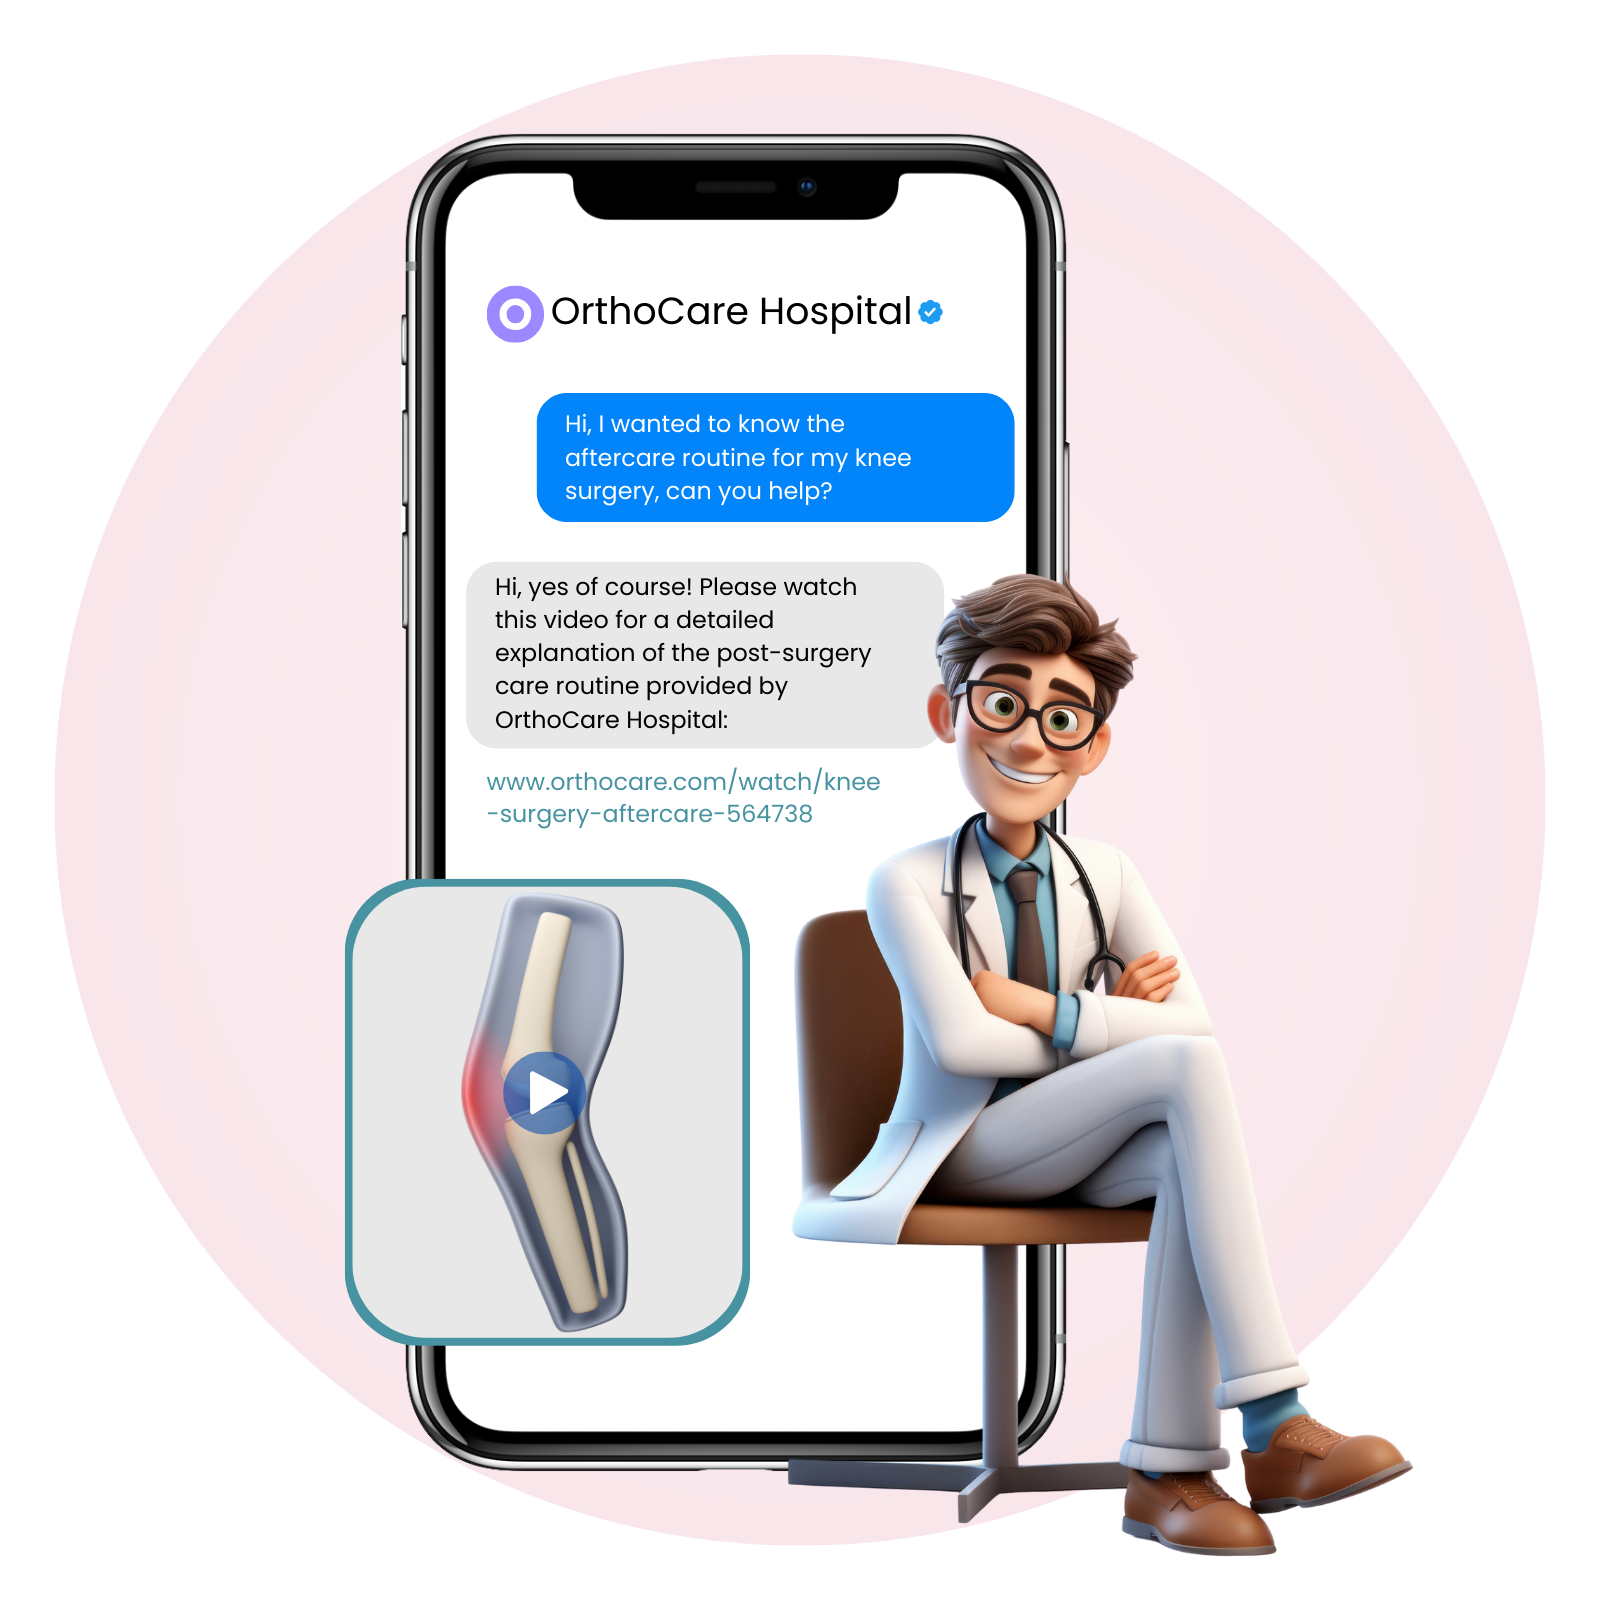 OrthoCare Hospital
Hi, I wanted to know the
aftercare routine for my knee
surgery, can you help?
Hi, yes of course! Please watch
this video for a detailed
explanation of the post-surgery
care routine provided by
OrthoCare Hospital:
www.orthocare.com/watch/knee
-surgery-aftercare-564738